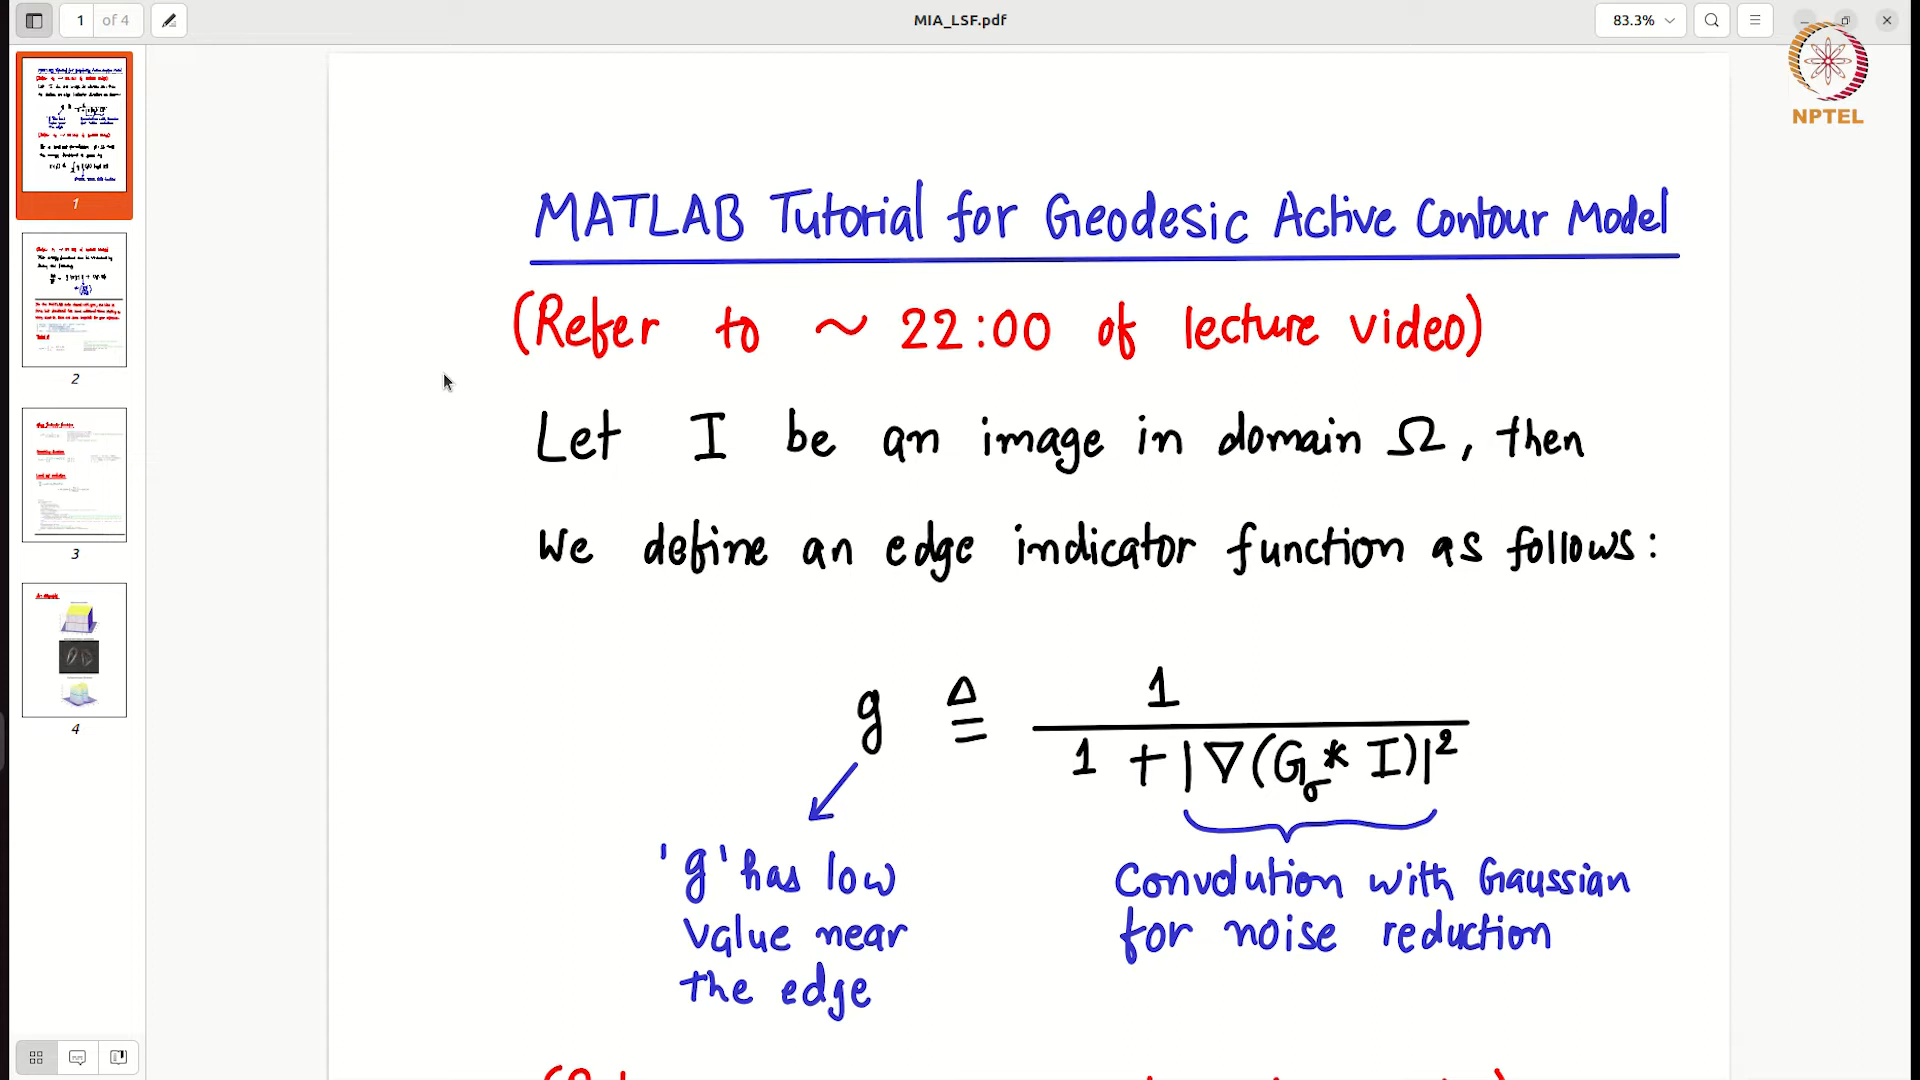 1 of 4
MIA_LSF.pdf
83.3%
NPTEL
MATLAB Tutorial for Geodesic Active Contour Model
(Refer to ~ 22:00 of lecture video)
Let I be an image in domain Ω, then
We define an edge indicator function as follows:
g ≜ 1 / (1 + |∇(G_σ * I)|²)
'g' has low
value near
the edge
Convolution with Gaussian
for noise reduction
1
2
3
4